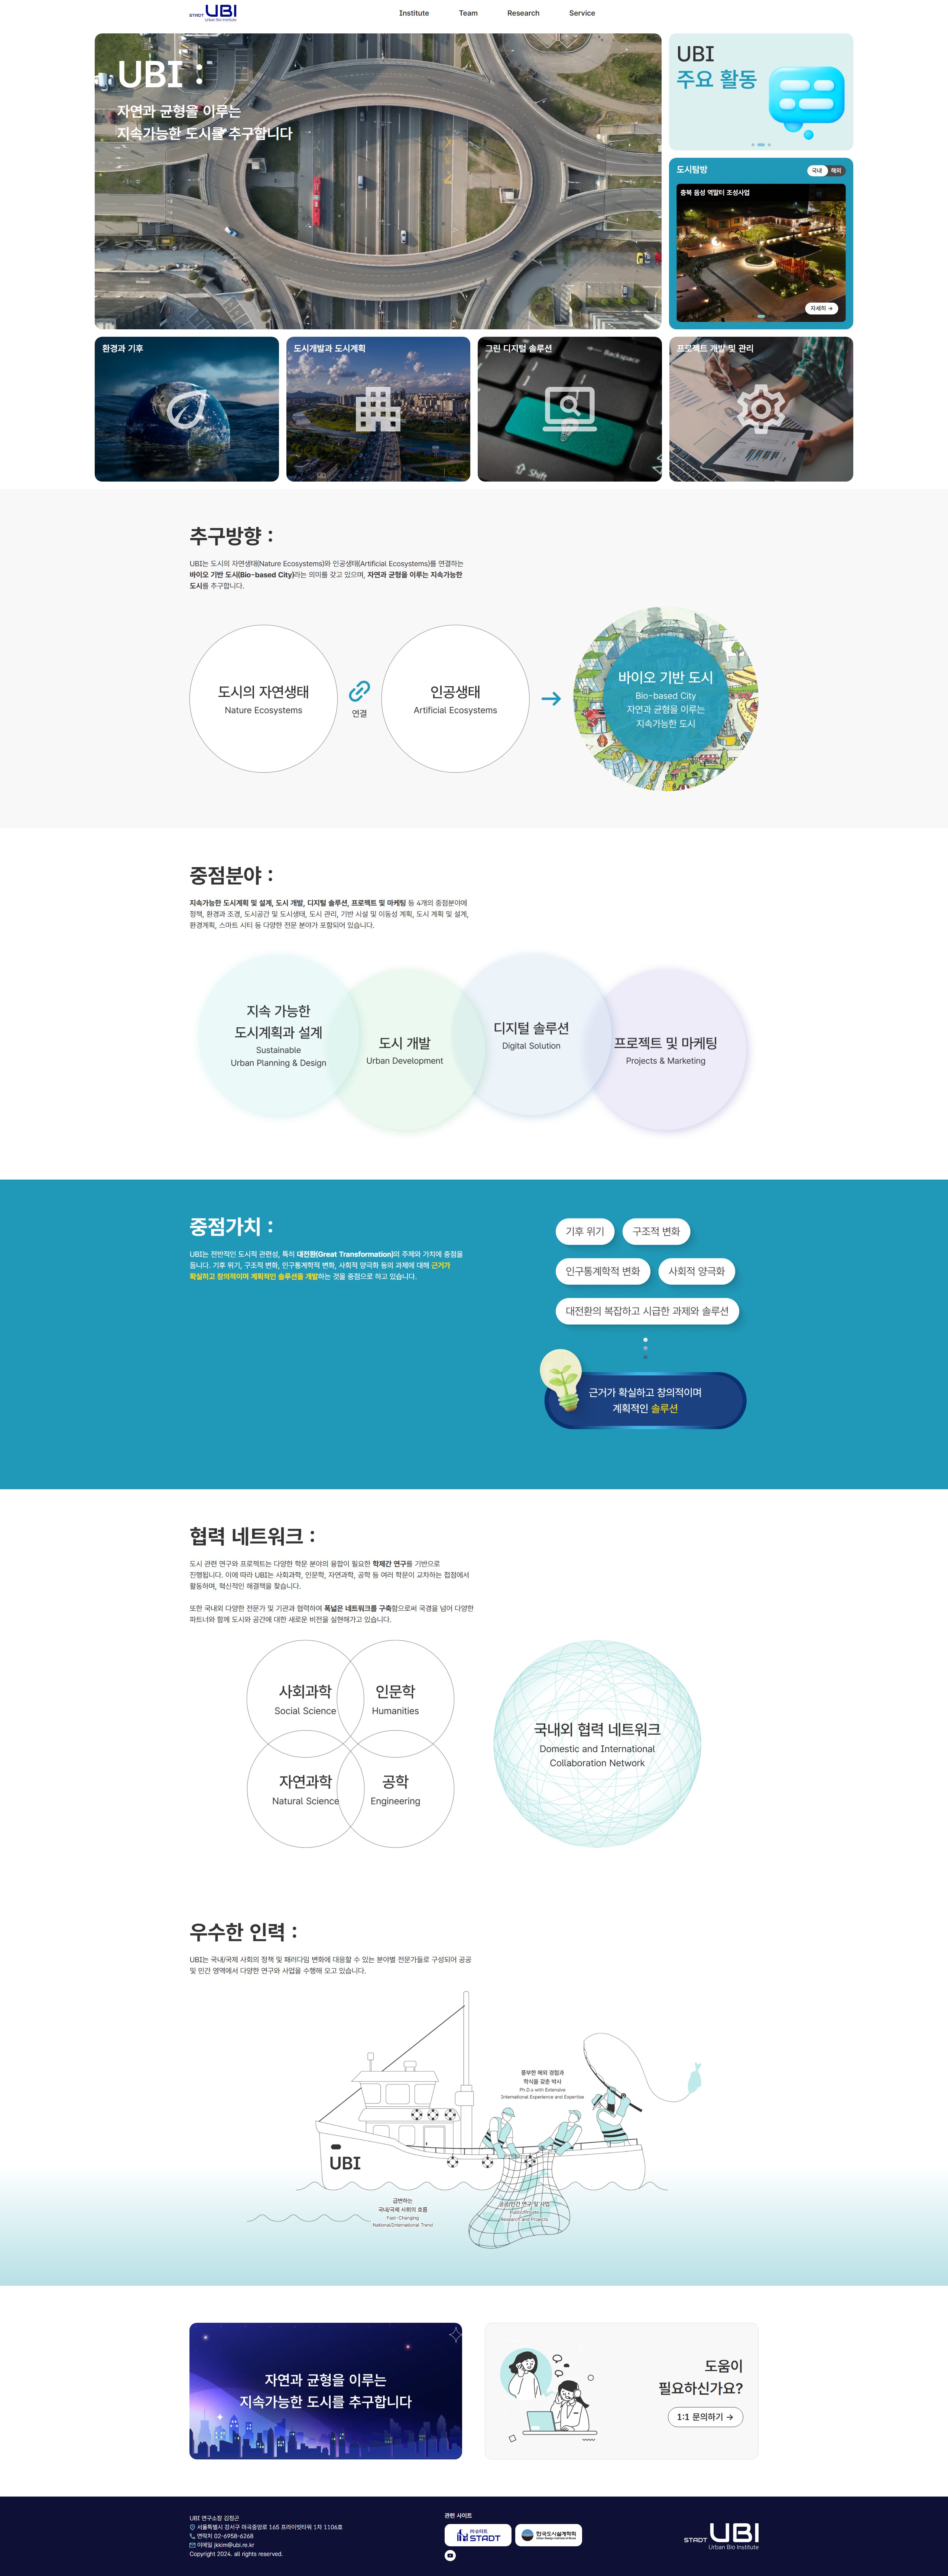 STADT UBI
Urban Bio Institute
Institute
Team
Research
Service
UBI :
자연과 균형을 이루는
지속가능한 도시를 추구합니다
UBI
주요 활동
도시탐방
국내
해외
충북 음성 역말터 조성사업
자세히 →
환경과 기후
도시개발과 도시계획
그린 디지털 솔루션
프로젝트 개발 및 관리
Backspace
Shift
추구방향 :
UBI는 도시의 자연생태(Nature Ecosystems)와 인공생태(Artificial Ecosystems)를 연결하는
바이오 기반 도시(Bio-based City)라는 의미를 갖고 있으며, 자연과 균형을 이루는 지속가능한
도시를 추구합니다.
도시의 자연생태
Nature Ecosystems
연결
인공생태
Artificial Ecosystems
바이오 기반 도시
Bio-based City
자연과 균형을 이루는
지속가능한 도시
중점분야 :
지속가능한 도시계획 및 설계, 도시 개발, 디지털 솔루션, 프로젝트 및 마케팅 등 4개의 중점분야에
정책, 환경과 조경, 도시공간 및 도시생태, 도시 관리, 기반 시설 및 이동성 계획, 도시 계획 및 설계,
환경계획, 스마트 시티 등 다양한 전문 분야가 포함되어 있습니다.
지속 가능한
도시계획과 설계
Sustainable
Urban Planning & Design
도시 개발
Urban Development
디지털 솔루션
Digital Solution
프로젝트 및 마케팅
Projects & Marketing
중점가치 :
UBI는 전반적인 도시적 관련성, 특히 대전환(Great Transformation)의 주제와 가치에 중점을
둡니다. 기후 위기, 구조적 변화, 인구통계학적 변화, 사회적 양극화 등의 과제에 대해 근거가
확실하고 창의적이며 계획적인 솔루션을 개발하는 것을 중점으로 하고 있습니다.
기후 위기
구조적 변화
인구통계학적 변화
사회적 양극화
대전환의 복잡하고 시급한 과제와 솔루션
근거가 확실하고 창의적이며
계획적인 솔루션
협력 네트워크 :
도시 관련 연구와 프로젝트는 다양한 학문 분야의 융합이 필요한 학제간 연구를 기반으로
진행됩니다. 이에 따라 UBI는 사회과학, 인문학, 자연과학, 공학 등 여러 학문이 교차하는 접점에서
활동하며, 혁신적인 해결책을 찾습니다.
또한 국내외 다양한 전문가 및 기관과 협력하여 폭넓은 네트워크를 구축함으로써 국경을 넘어 다양한
파트너와 함께 도시와 공간에 대한 새로운 비전을 실현해가고 있습니다.
사회과학
Social Science
인문학
Humanities
자연과학
Natural Science
공학
Engineering
국내외 협력 네트워크
Domestic and International
Collaboration Network
우수한 인력 :
UBI는 국내/국제 사회의 정책 및 패러다임 변화에 대응할 수 있는 분야별 전문가들로 구성되어 공공
및 민간 영역에서 다양한 연구와 사업을 수행해 오고 있습니다.
풍부한 해외 경험과
학식을 갖춘 박사
Ph.D.s with Extensive
International Experience and Expertise
UBI
급변하는
국내/국제 사회의 흐름
Fast-Changing
National/International Trend
공공/민간 연구 및 사업
Public/Private
Research and Projects
자연과 균형을 이루는
지속가능한 도시를 추구합니다
도움이
필요하신가요?
1:1 문의하기 →
UBI 연구소장 김정곤
서울특별시 강서구 마곡중앙로 165 프라이빗타워 1차 1106호
연락처 02-6958-6268
이메일 jkkim@ubi.re.kr
Copyright 2024. all rights reserved.
관련 사이트
㈜슈타트
STADT
한국도시설계학회
STADT UBI
Urban Bio Institute